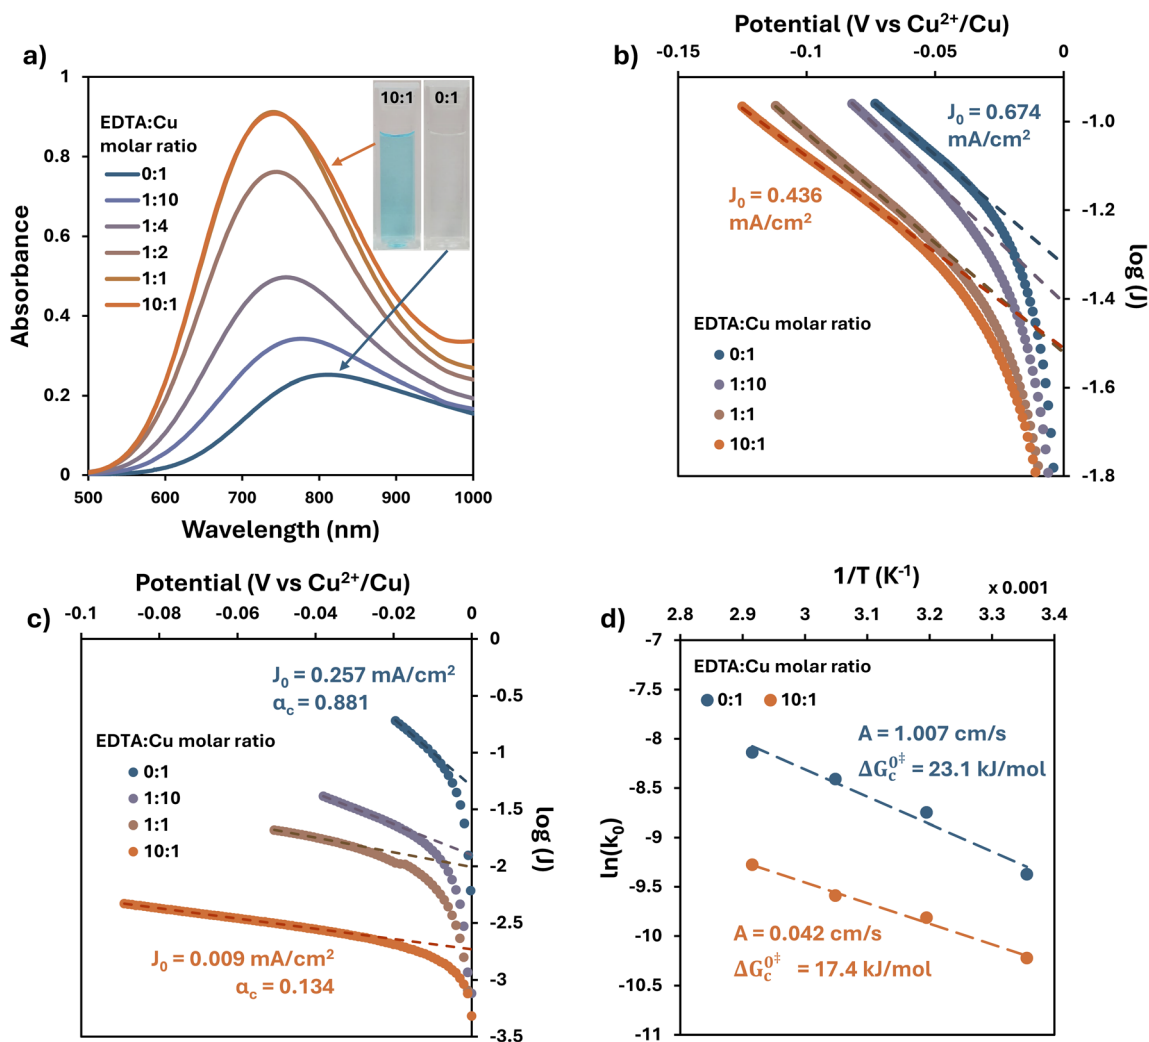 a)
Absorbance
1
0.8
0.6
0.4
0.2
0
500 600 700 800 900 1000
Wavelength (nm)
EDTA:Cu
molar ratio
0:1
1:10
1:4
1:2
1:1
10:1
10:1 0:1
b)
Potential (V vs Cu²⁺/Cu)
-0.15 -0.1 -0.05 0
-1.0
-1.2
-1.4
-1.6
-1.8
log (J)
J₀ = 0.674
mA/cm²
J₀ = 0.436
mA/cm²
EDTA:Cu molar ratio
0:1
1:10
1:1
10:1
c)
Potential (V vs Cu²⁺/Cu)
-0.1 -0.08 -0.06 -0.04 -0.02 0
0
-0.5
-1
-1.5
-2
-2.5
-3
-3.5
log (J)
J₀ = 0.257 mA/cm²
α꜀ = 0.881
EDTA:Cu molar ratio
0:1
1:10
1:1
10:1
J₀ = 0.009 mA/cm²
α꜀ = 0.134
d)
1/T (K⁻¹)
x 0.001
2.8 2.9 3 3.1 3.2 3.3 3.4
-7
-7.5
-8
-8.5
-9
-9.5
-10
-10.5
-11
ln(k₀)
EDTA:Cu molar ratio
0:1 10:1
A = 1.007 cm/s
ΔG꜀⁰‡ = 23.1 kJ/mol
A = 0.042 cm/s
ΔG꜀⁰‡ = 17.4 kJ/mol